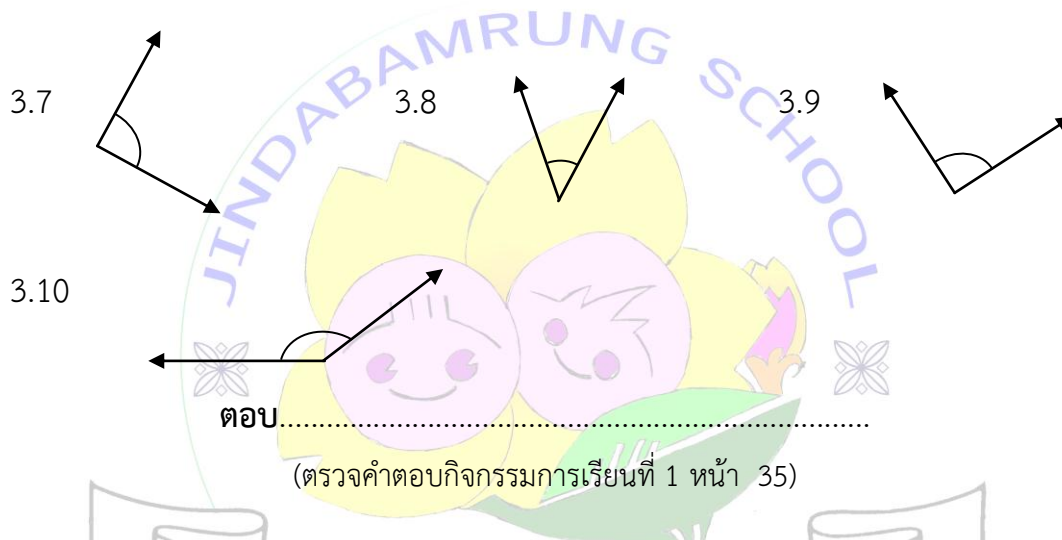 JINDABAMRUNG SCHOOL
3.7 3.8 3.9
3.10
ตอบ..........................................................................
(ตรวจคำตอบกิจกรรมการเรียนที่ 1 หน้า 35)